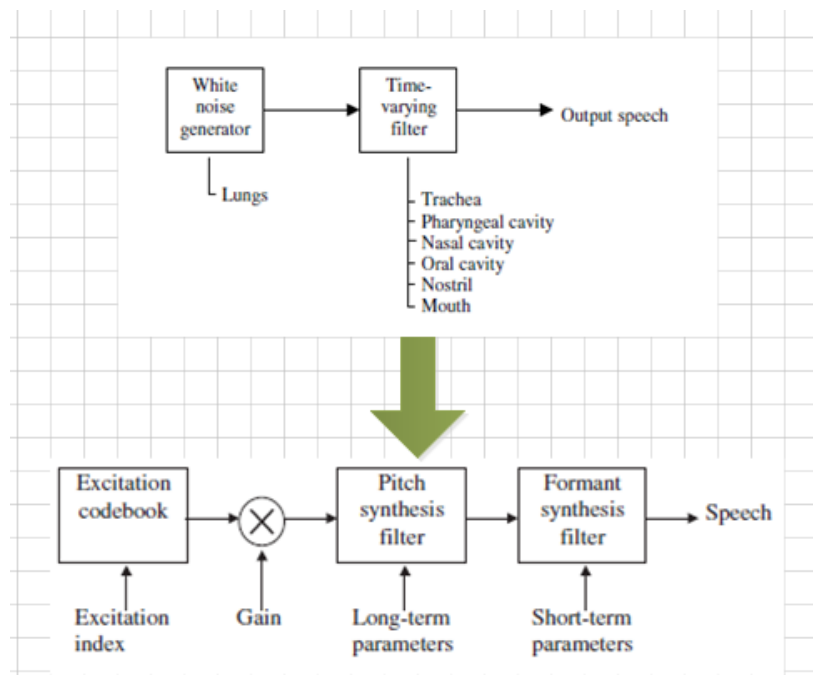 White
noise
generator
Time-
varying
filter
Output speech
Lungs
Trachea
Pharyngeal cavity
Nasal cavity
Oral cavity
Nostril
Mouth
Excitation
codebook
Pitch
synthesis
filter
Formant
synthesis
filter
Speech
Excitation
index
Gain
Long-term
parameters
Short-term
parameters